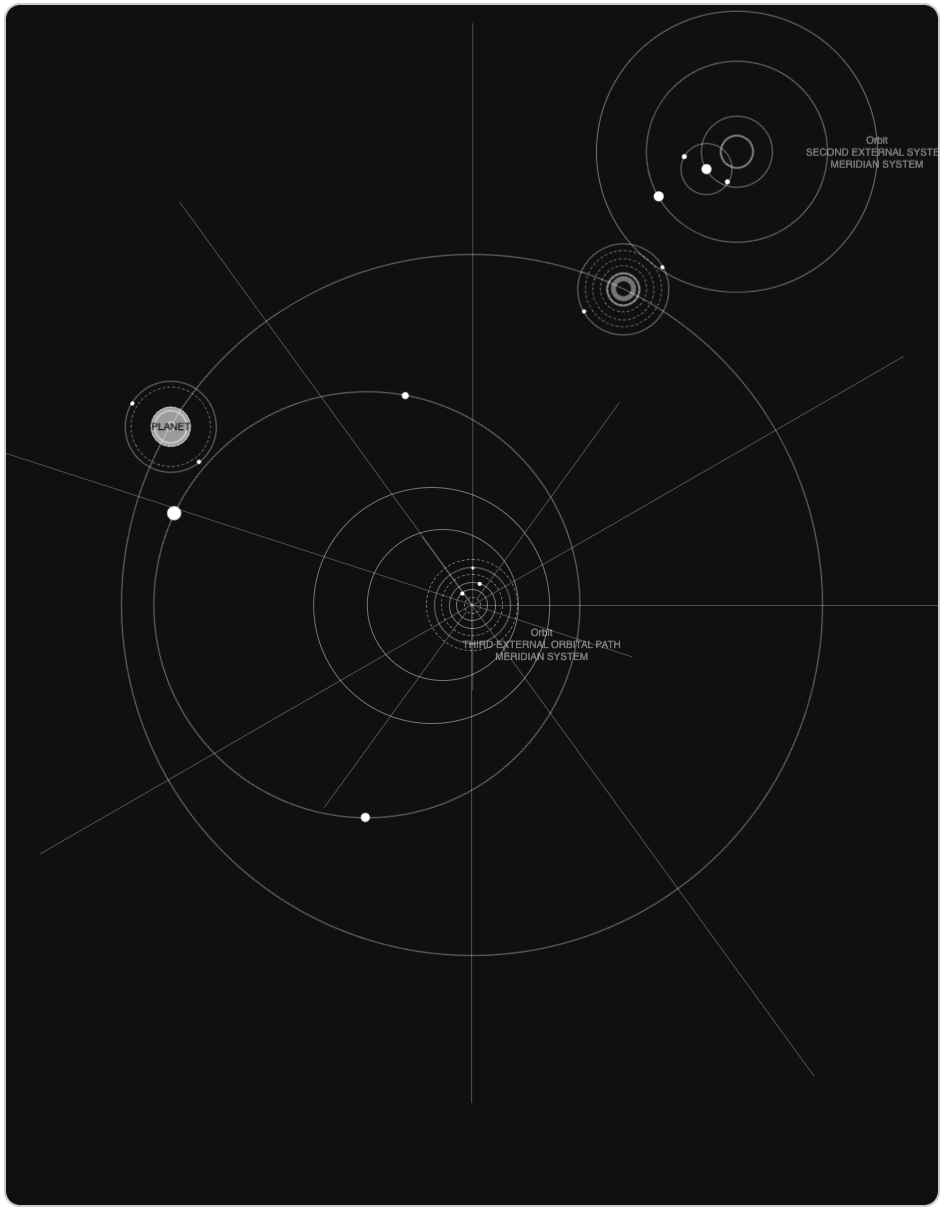 Orbit
SECOND EXTERNAL SYSTE
MERIDIAN SYSTEM
PLANET
Orbit
THIRD EXTERNAL ORBITAL PATH
MERIDIAN SYSTEM